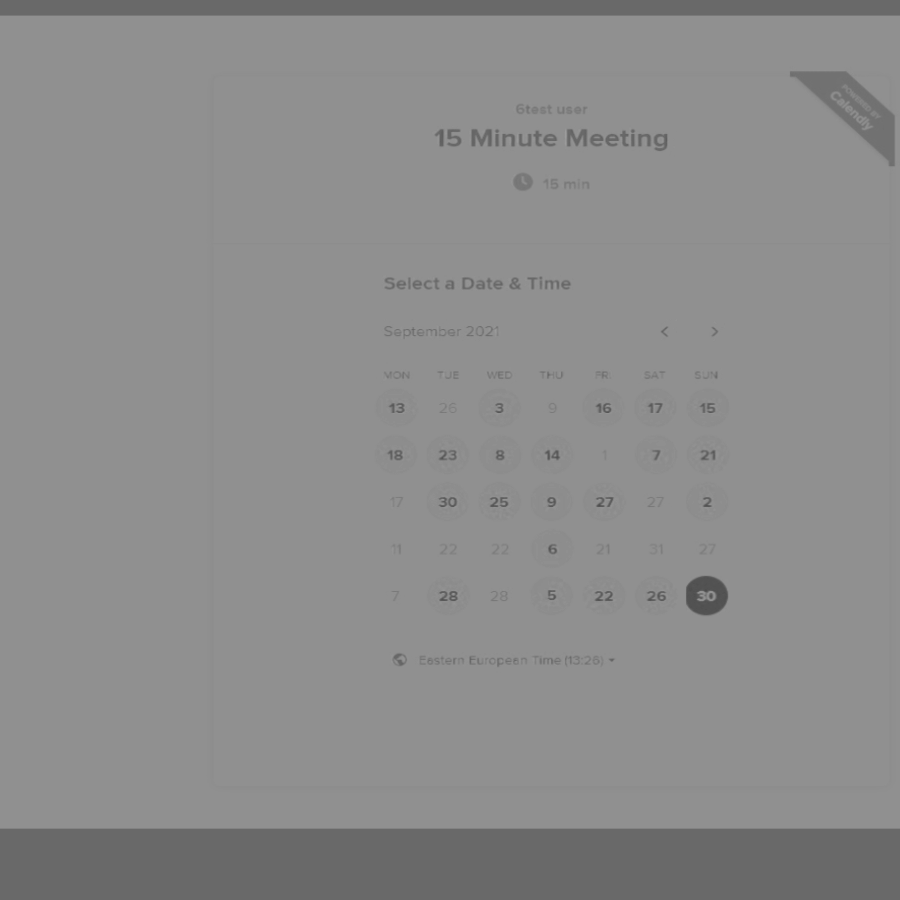 POWERED BY
Calendly
6test user
15 Minute Meeting
15 min
Select a Date & Time
September 2021
MON TUE WED THU FRI SAT SUN
13 26 3 9 16 17 15
18 23 8 14 1 7 21
17 30 25 9 27 27 2
11 22 22 6 21 31 27
7 28 28 5 22 26 30
Eastern European Time (13:26)